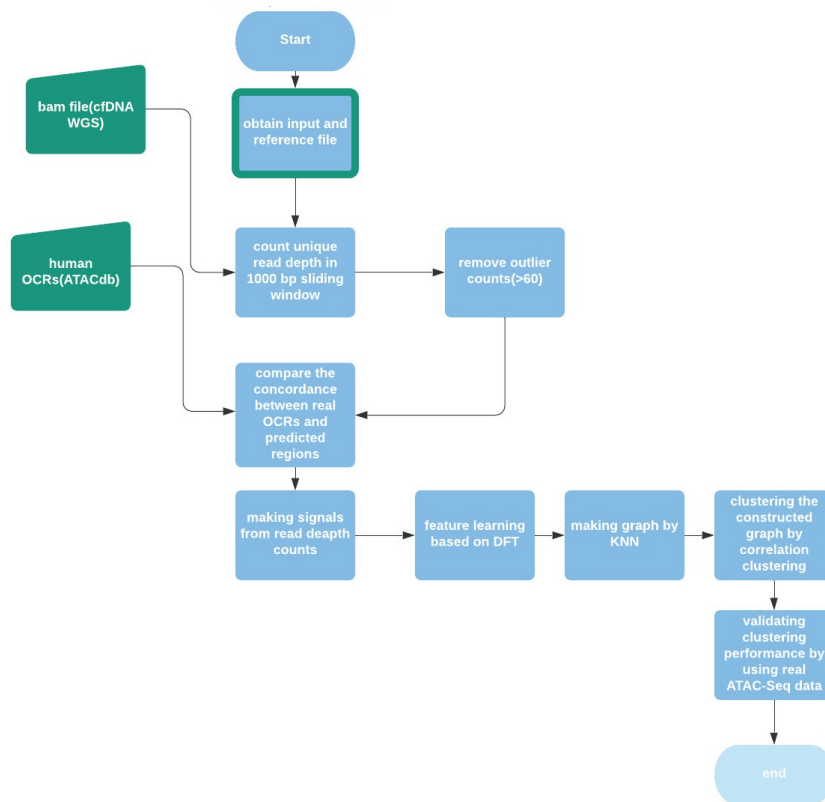 Start
bam file(cfDNA
WGS)
obtain input and
reference file
human
OCRs(ATACdb)
count unique
read depth in
1000 bp sliding
window
remove outlier
counts(>60)
compare the
concordance
between real
OCRs and
predicted
regions
making signals
from read deapth
counts
feature learning
based on DFT
making graph by
KNN
clustering the
constructed
graph by
correlation
clustering
validating
clustering
performance by
using real
ATAC-Seq data
end